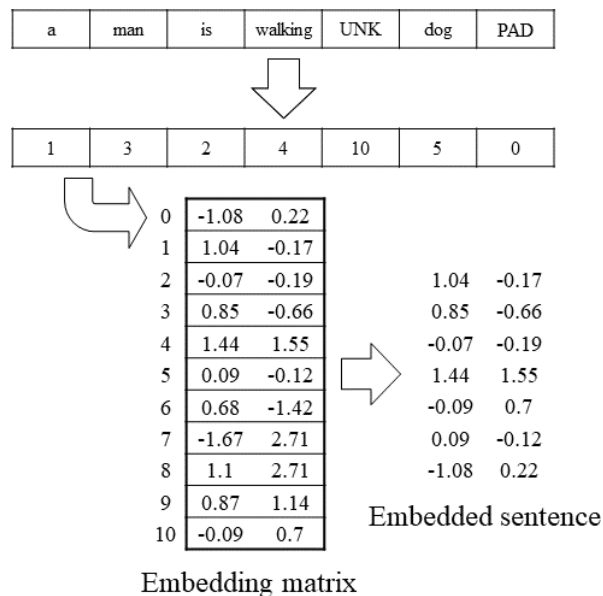 a man is walking UNK dog PAD
1 3 2 4 10 5 0
0 -1.08 0.22
1 1.04 -0.17
2 -0.07 -0.19
3 0.85 -0.66
4 1.44 1.55
5 0.09 -0.12
6 0.68 -1.42
7 -1.67 2.71
8 1.1 2.71
9 0.87 1.14
10 -0.09 0.7
Embedding matrix
1.04 -0.17
0.85 -0.66
-0.07 -0.19
1.44 1.55
-0.09 0.7
0.09 -0.12
-1.08 0.22
Embedded sentence